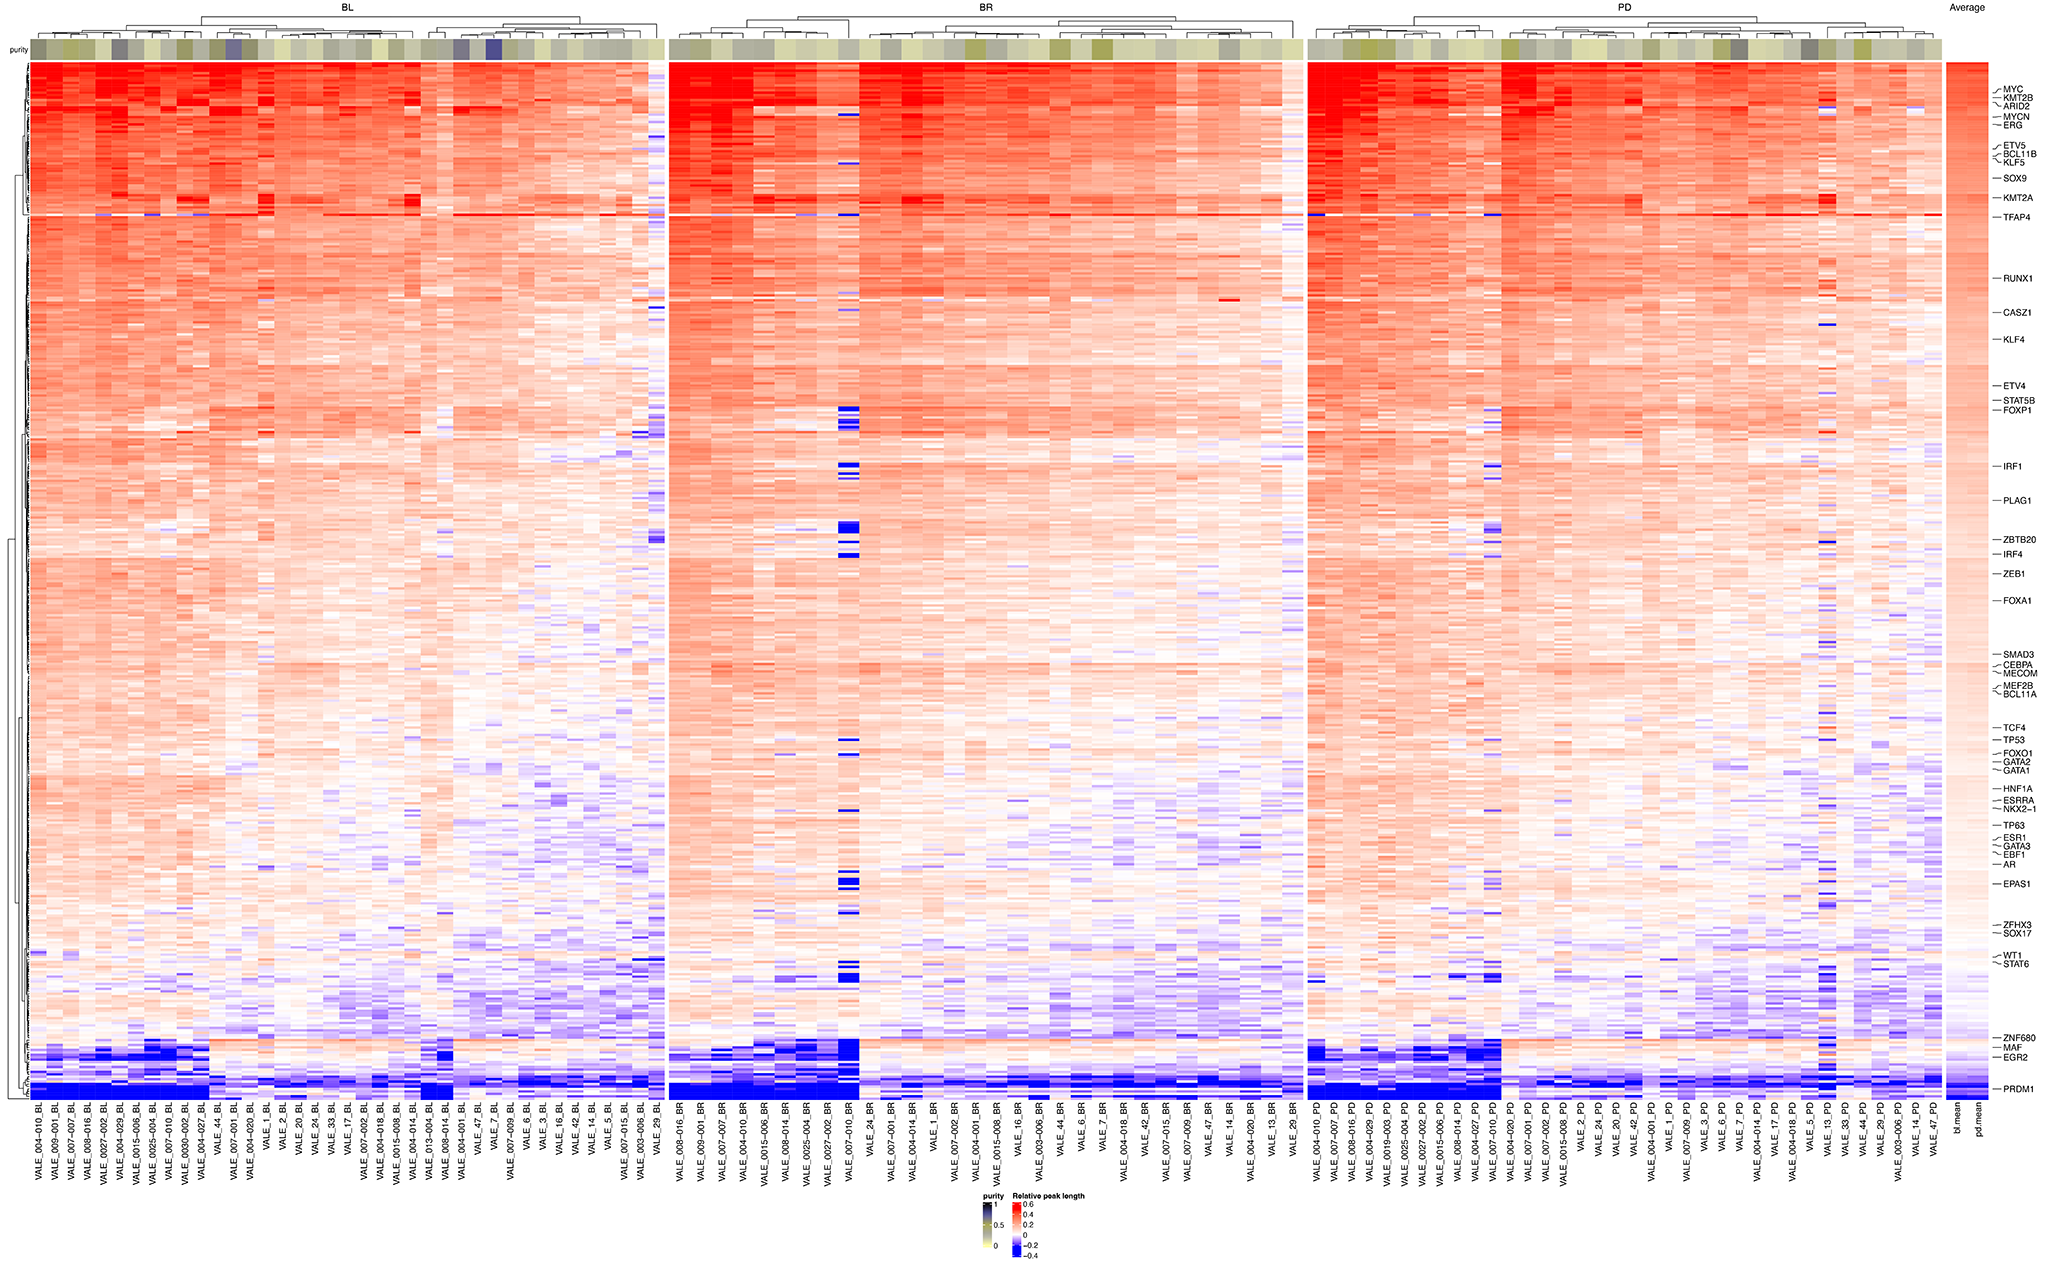 BL
BR
PD
Average
purity
MYC
KMT2B
ARID2
MYCN
ERG
ETV5
BCL11B
KLF5
SOX9
KMT2A
TFAP4
RUNX1
CASZ1
KLF4
ETV4
STAT5B
FOXP1
IRF1
PLAG1
ZBTB20
IRF4
ZEB1
FOXA1
SMAD3
CEBPA
MECOM
MEF2B
BCL11A
TCF4
TP53
FOXO1
GATA2
GATA1
HNF1A
ESRRA
NKX2-1
TP63
ESR1
GATA3
EBF1
AR
EPAS1
ZFHX3
SOX17
WT1
STAT6
ZNF680
MAF
EGR2
PRDM1
VALE_004-010_BL
VALE_009-001_BL
VALE_007-007_BL
VALE_008-016_BL
VALE_0027-002_BL
VALE_004-029_BL
VALE_0015-006_BL
VALE_0025-004_BL
VALE_007-010_BL
VALE_0030-002_BL
VALE_004-027_BL
VALE_44_BL
VALE_007-001_BL
VALE_004-020_BL
VALE_1_BL
VALE_2_BL
VALE_20_BL
VALE_24_BL
VALE_33_BL
VALE_17_BL
VALE_007-002_BL
VALE_004-018_BL
VALE_0015-008_BL
VALE_004-014_BL
VALE_013-004_BL
VALE_008-014_BL
VALE_004-001_BL
VALE_47_BL
VALE_7_BL
VALE_007-009_BL
VALE_6_BL
VALE_3_BL
VALE_16_BL
VALE_42_BL
VALE_14_BL
VALE_5_BL
VALE_007-015_BL
VALE_003-006_BL
VALE_29_BL
VALE_008-016_BR
VALE_009-001_BR
VALE_007-007_BR
VALE_004-010_BR
VALE_0015-006_BR
VALE_008-014_BR
VALE_0025-004_BR
VALE_0027-002_BR
VALE_007-010_BR
VALE_24_BR
VALE_007-001_BR
VALE_004-014_BR
VALE_1_BR
VALE_007-002_BR
VALE_004-001_BR
VALE_0015-008_BR
VALE_16_BR
VALE_003-006_BR
VALE_44_BR
VALE_6_BR
VALE_7_BR
VALE_004-018_BR
VALE_42_BR
VALE_007-015_BR
VALE_007-009_BR
VALE_47_BR
VALE_14_BR
VALE_004-020_BR
VALE_13_BR
VALE_29_BR
VALE_004-010_PD
VALE_007-007_PD
VALE_008-016_PD
VALE_004-029_PD
VALE_0019-003_PD
VALE_0025-004_PD
VALE_0027-002_PD
VALE_0015-006_PD
VALE_008-014_PD
VALE_004-027_PD
VALE_007-010_PD
VALE_004-020_PD
VALE_007-001_PD
VALE_007-002_PD
VALE_0015-008_PD
VALE_2_PD
VALE_24_PD
VALE_20_PD
VALE_42_PD
VALE_004-001_PD
VALE_1_PD
VALE_007-009_PD
VALE_3_PD
VALE_6_PD
VALE_7_PD
VALE_004-014_PD
VALE_17_PD
VALE_004-018_PD
VALE_5_PD
VALE_13_PD
VALE_33_PD
VALE_44_PD
VALE_29_PD
VALE_003-006_PD
VALE_14_PD
VALE_47_PD
bl.mean
pd.mean
purity
1
0.5
0
Relative peak length
0.6
0.4
0.2
0
-0.2
-0.4